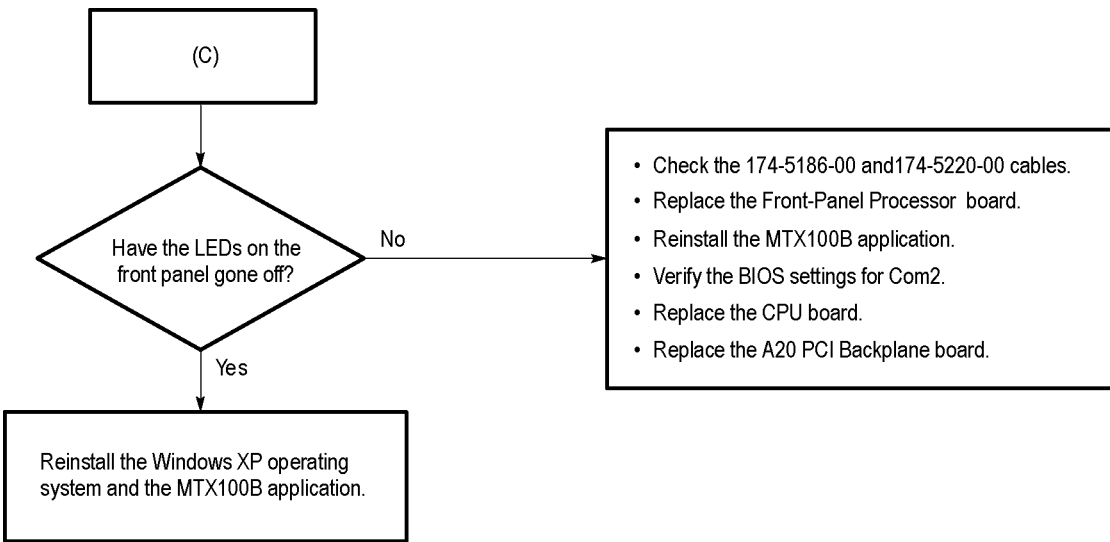 (C)
Have the LEDs on the
front panel gone off?
No
Yes
• Check the 174-5186-00 and174-5220-00 cables.
• Replace the Front-Panel Processor board.
• Reinstall the MTX100B application.
• Verify the BIOS settings for Com2.
• Replace the CPU board.
• Replace the A20 PCI Backplane board.
Reinstall the Windows XP operating
system and the MTX100B application.